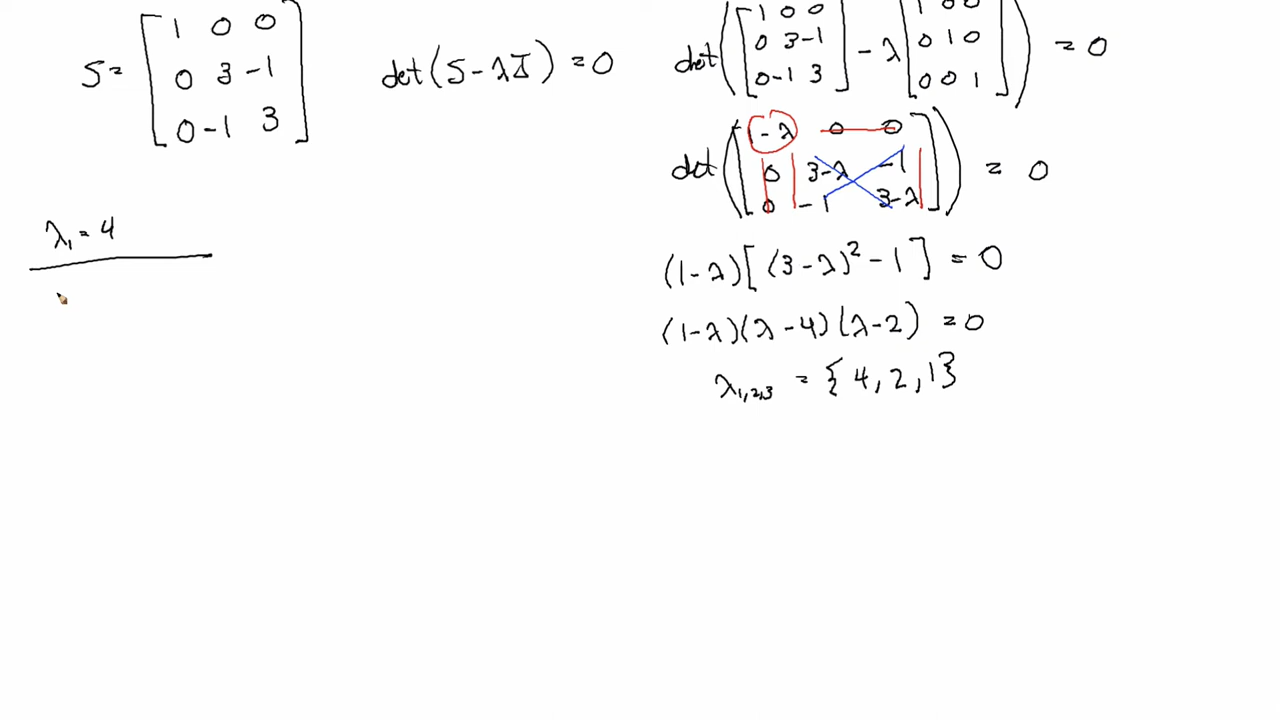 S = [ 1 0 0
0 3 -1
0 -1 3 ]
det(S - λI) = 0
λ₁ = 4
det([ 1 0 0
0 3 -1
0 -1 3 ] - λ [ 1 0 0
0 1 0
0 0 1 ]) = 0
det([ 1-λ 0 0
0 3-λ -1
0 -1 3-λ ]) = 0
(1-λ)[(3-λ)² - 1] = 0
(1-λ)(λ-4)(λ-2) = 0
λ₁,₂,₃ = {4, 2, 1}